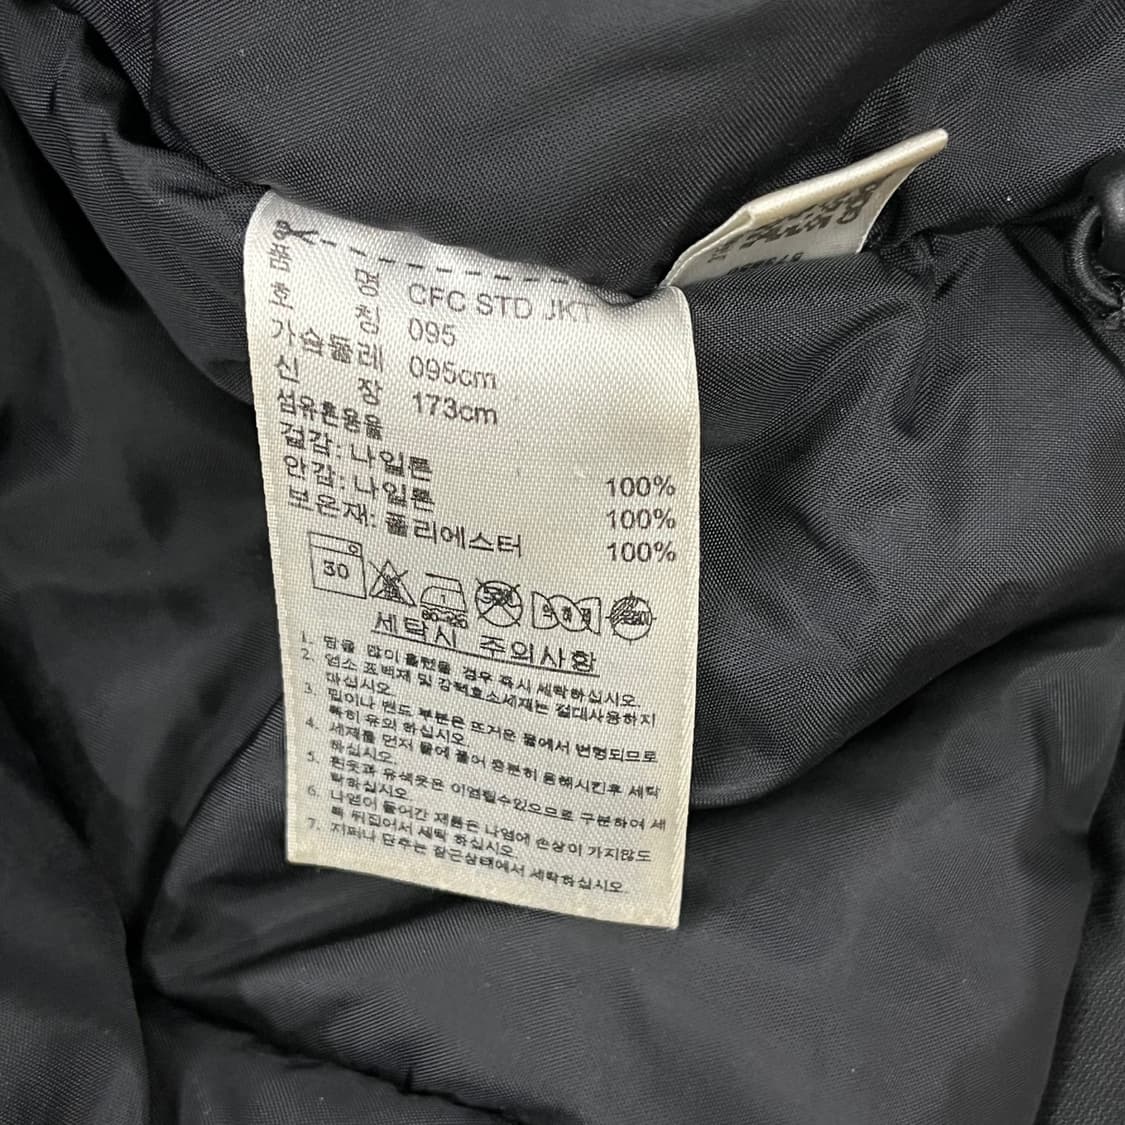 품 명 CFC STD JKT
호 칭 095
가슴둘레 095cm
신 장 173cm
섬유혼용율
겉감: 나일론 100%
안감: 나일론 100%
보온재: 폴리에스터 100%
30
80-120
세탁시 주의사항
1. 땀을 많이 흘렸을 경우 즉시 세탁하십시오.
2. 염소 표백제 및 강력효소세제는 절대사용하지
마십시오.
3. 립이나 밴드 부분은 뜨거운 물에서 변형되므로
특히 유의 하십시오.
4. 세제를 먼저 물에 풀어 충분히 용해시킨후 세탁
하십시오.
5. 흰옷과 유색옷은 이염될수있으므로 구분하여 세
탁하십시오.
6. 나염이 들어간 제품은 나염에 손상이 가지않도
록 뒤집어서 세탁 하십시오.
7. 지퍼나 단추는 잠근상태에서 세탁하십시오.